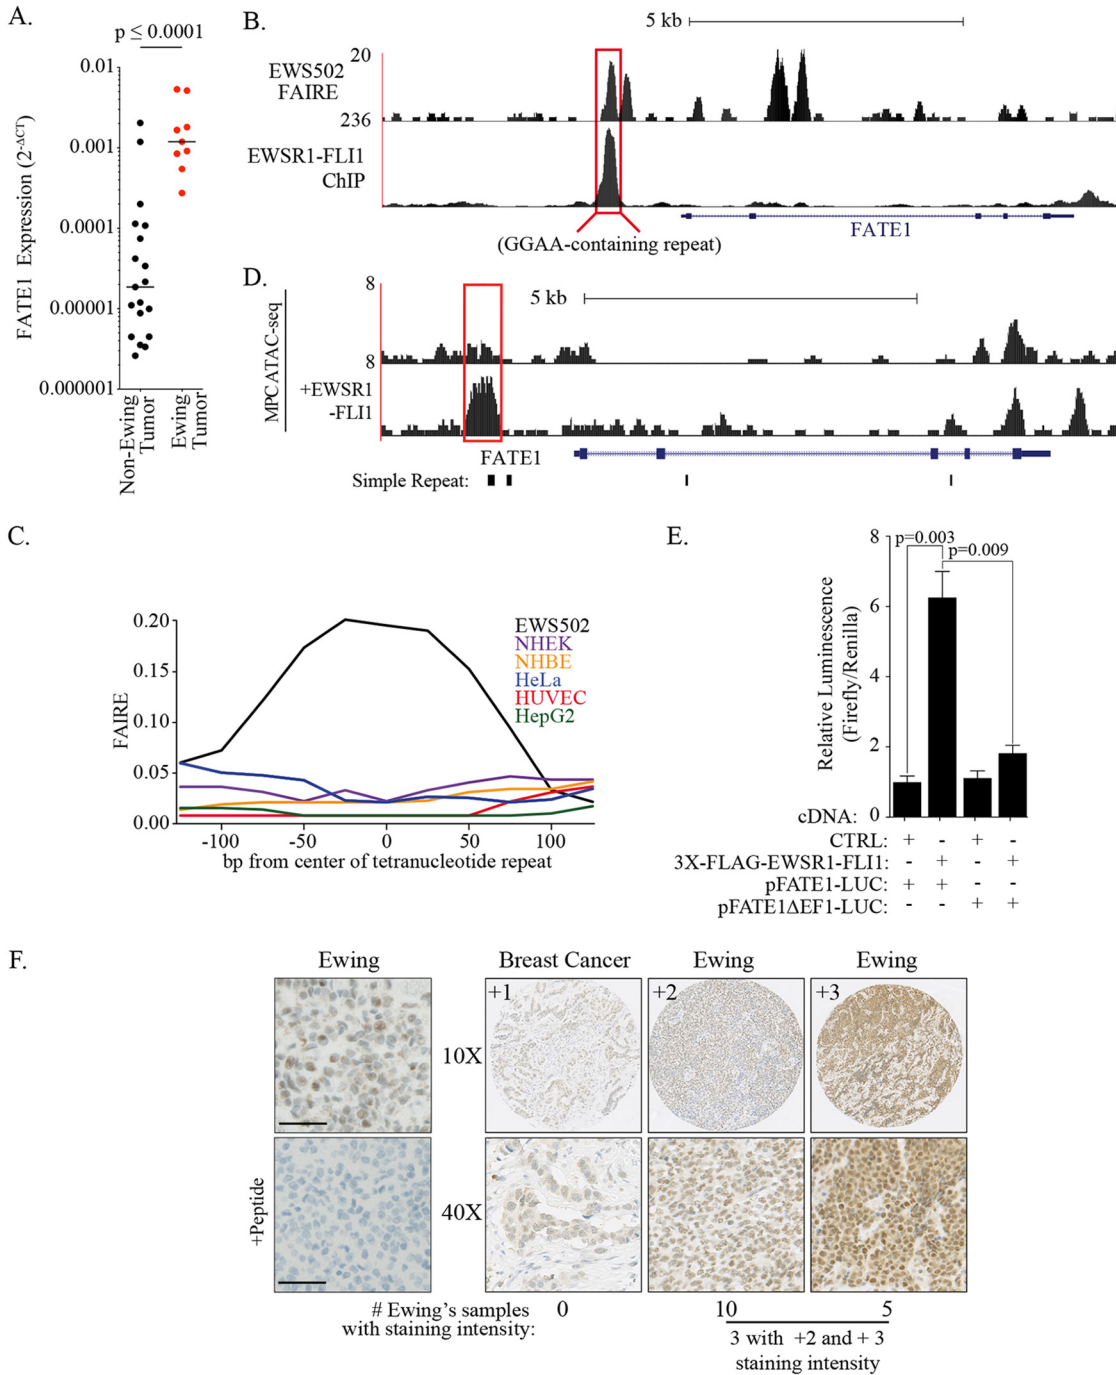 A.
p ≤ 0.0001
FATE1 Expression (2-ΔCT)
0.01
0.001
0.0001
0.00001
0.000001
Non-Ewing
Tumor
Ewing
Tumor
B.
5 kb
20
EWS502
FAIRE
236
EWSR1-FLI1
ChIP
FATE1
(GGAA-containing repeat)
D.
5 kb
MPCATAC-seq
8
8
+EWSR1
-FLI1
FATE1
Simple Repeat:
C.
FAIRE
0.20
0.15
0.10
0.05
0.00
EWS502
NHEK
NHBE
HeLa
HUVEC
HepG2
-100
-50
0
50
100
bp from center of tetranucleotide repeat
E.
Relative Luminescence
(Firefly/Renilla)
8
6
4
2
0
p=0.003
p=0.009
cDNA:
CTRL: + - + -
3X-FLAG-EWSR1-FLI1: - + - +
pFATE1-LUC: + + - -
pFATE1ΔEF1-LUC: - - + +
F.
Ewing
Breast Cancer
Ewing
Ewing
+1
+2
+3
10X
+Peptide
40X
# Ewing's samples
with staining intensity:
0
10
5
3 with +2 and + 3
staining intensity